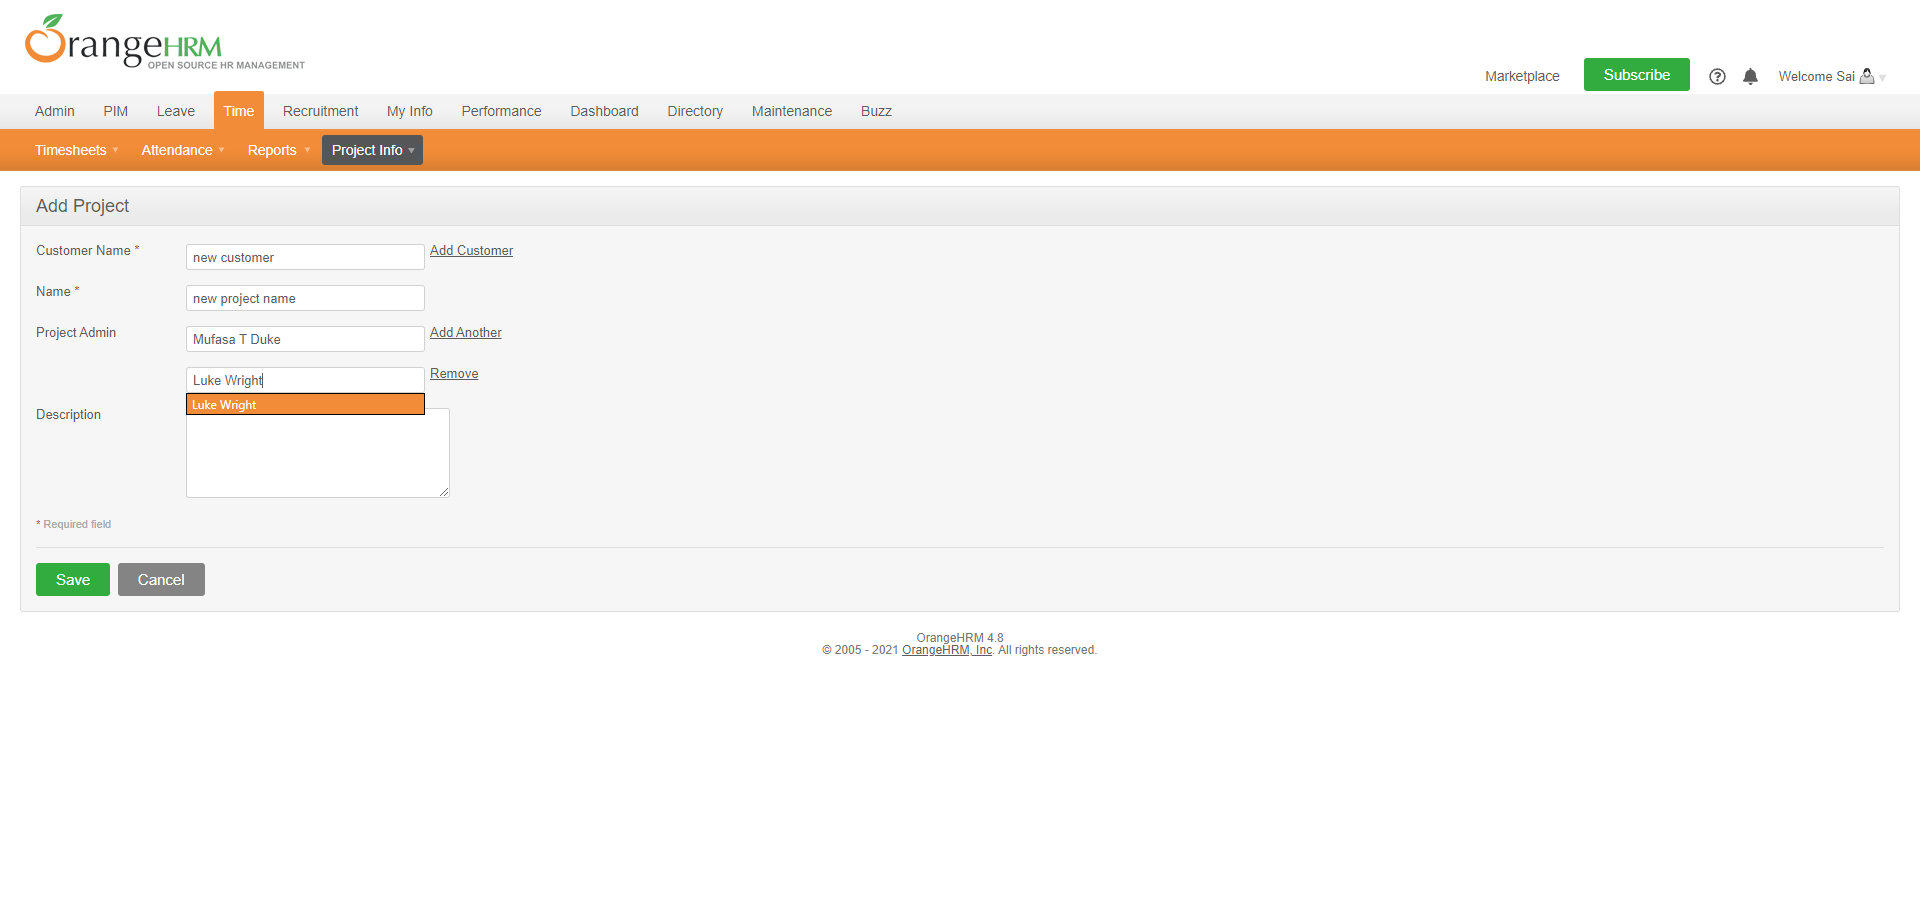 OrangeHRM
OPEN SOURCE HR MANAGEMENT
Marketplace
Subscribe
Welcome Sai
Admin PIM Leave Time Recruitment My Info Performance Dashboard Directory Maintenance Buzz
Timesheets Attendance Reports Project Info
Add Project
Customer Name * new customer Add Customer
Name * new project name
Project Admin Mufasa T Duke Add Another
Luke Wright Remove
Luke Wright
Description
* Required field
Save Cancel
OrangeHRM 4.8
© 2005 - 2021 OrangeHRM, Inc. All rights reserved.